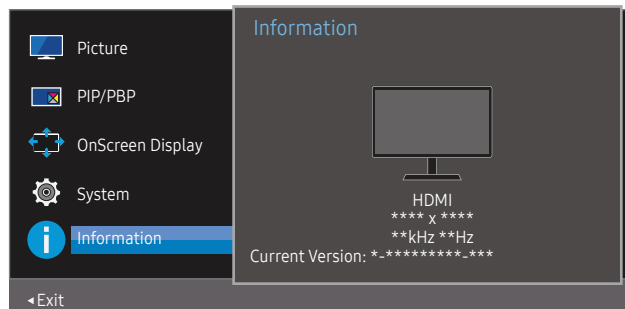 Picture
PIP/PBP
OnScreen Display
System
Information
Information
HDMI
**** x ****
**kHz **Hz
Current Version: *-*********-***
◂Exit